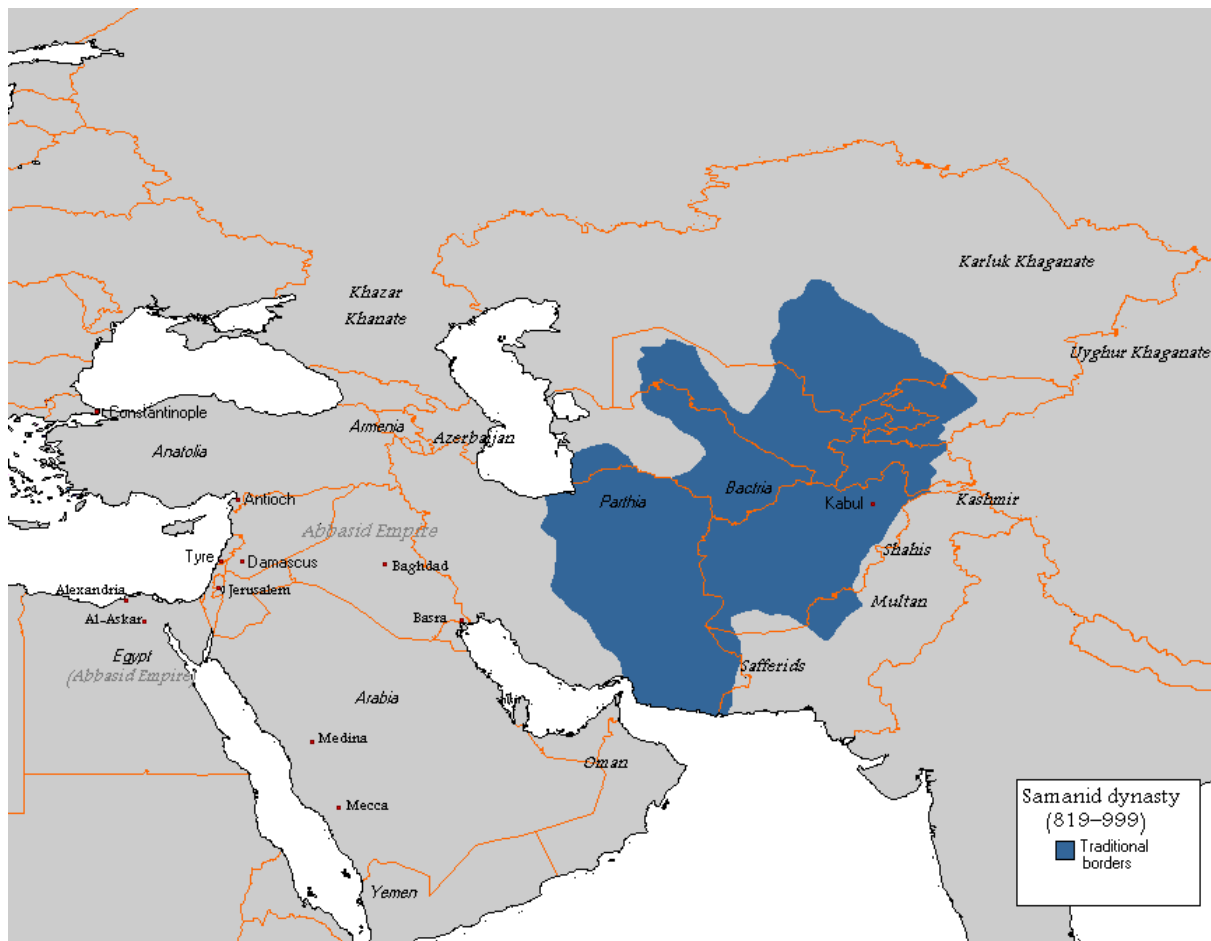 Karluk Khaganate
Khazar
Khanate
Uyghur Khaganate
Constantinople
Armenia
Azerbaijan
Anatolia
Antioch
Parthia
Bactria
Kabul
Kashmir
Abbasid Empire
Shahis
Tyre
Damascus
Baghdad
Alexandria
Jerusalem
Multan
Al-Askar
Basra
Egypt
(Abbasid Empire
Safferids
Arabia
Medina
Oman
Mecca
Yemen
Samanid dynasty
(819–999)
Traditional
borders